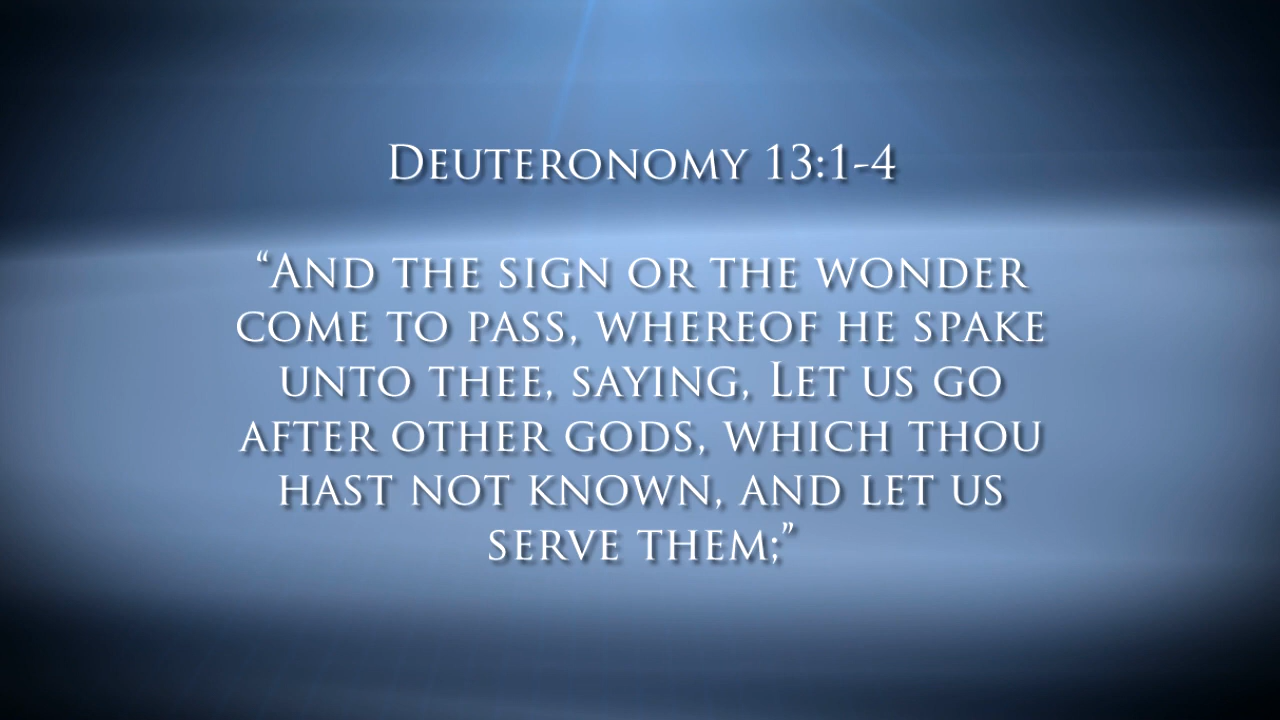 Deuteronomy 13:1-4
“And the sign or the wonder
come to pass, whereof he spake
unto thee, saying, Let us go
after other gods, which thou
hast not known, and let us
serve them;”